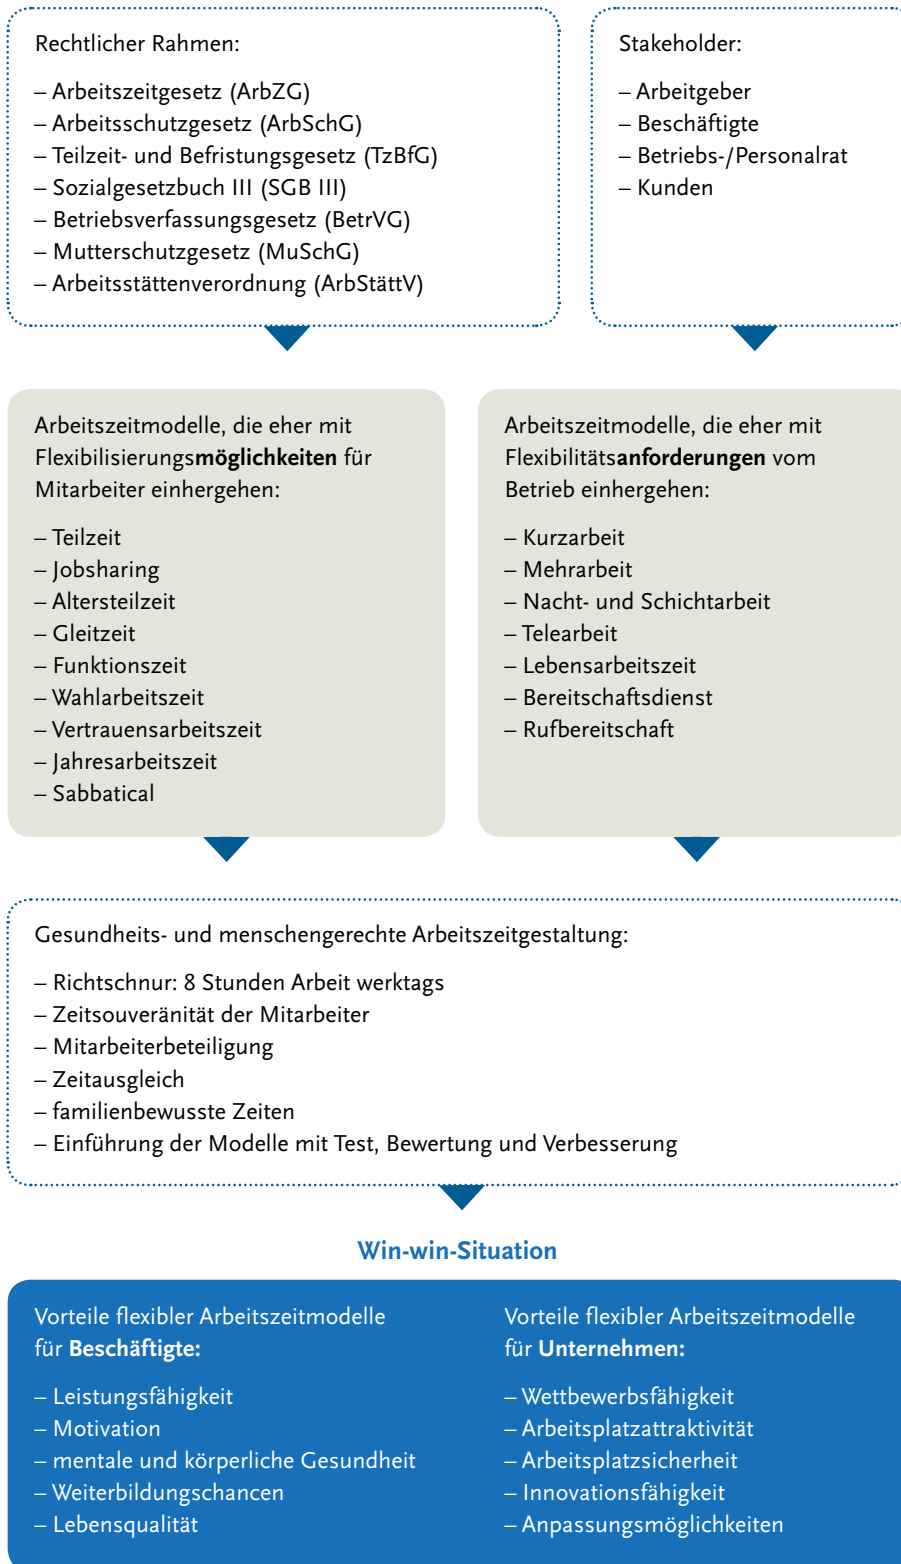 Rechtlicher Rahmen:
– Arbeitszeitgesetz (ArbZG)
– Arbeitsschutzgesetz (ArbSchG)
– Teilzeit- und Befristungsgesetz (TzBfG)
– Sozialgesetzbuch III (SGB III)
– Betriebsverfassungsgesetz (BetrVG)
– Mutterschutzgesetz (MuSchG)
– Arbeitsstättenverordnung (ArbStättV)
Stakeholder:
– Arbeitgeber
– Beschäftigte
– Betriebs-/Personalrat
– Kunden
Arbeitszeitmodelle, die eher mit
Flexibilisierungsmöglichkeiten für
Mitarbeiter einhergehen:
– Teilzeit
– Jobsharing
– Altersteilzeit
– Gleitzeit
– Funktionszeit
– Wahlarbeitszeit
– Vertrauensarbeitszeit
– Jahresarbeitszeit
– Sabbatical
Arbeitszeitmodelle, die eher mit
Flexibilitätsanforderungen vom
Betrieb einhergehen:
– Kurzarbeit
– Mehrarbeit
– Nacht- und Schichtarbeit
– Telearbeit
– Lebensarbeitszeit
– Bereitschaftsdienst
– Rufbereitschaft
Gesundheits- und menschengerechte Arbeitszeitgestaltung:
– Richtschnur: 8 Stunden Arbeit werktags
– Zeitsouveränität der Mitarbeiter
– Mitarbeiterbeteiligung
– Zeitausgleich
– familienbewusste Zeiten
– Einführung der Modelle mit Test, Bewertung und Verbesserung
Win-win-Situation
Vorteile flexibler Arbeitszeitmodelle
für Beschäftigte:
– Leistungsfähigkeit
– Motivation
– mentale und körperliche Gesundheit
– Weiterbildungschancen
– Lebensqualität
Vorteile flexibler Arbeitszeitmodelle
für Unternehmen:
– Wettbewerbsfähigkeit
– Arbeitsplatzattraktivität
– Arbeitsplatzsicherheit
– Innovationsfähigkeit
– Anpassungsmöglichkeiten